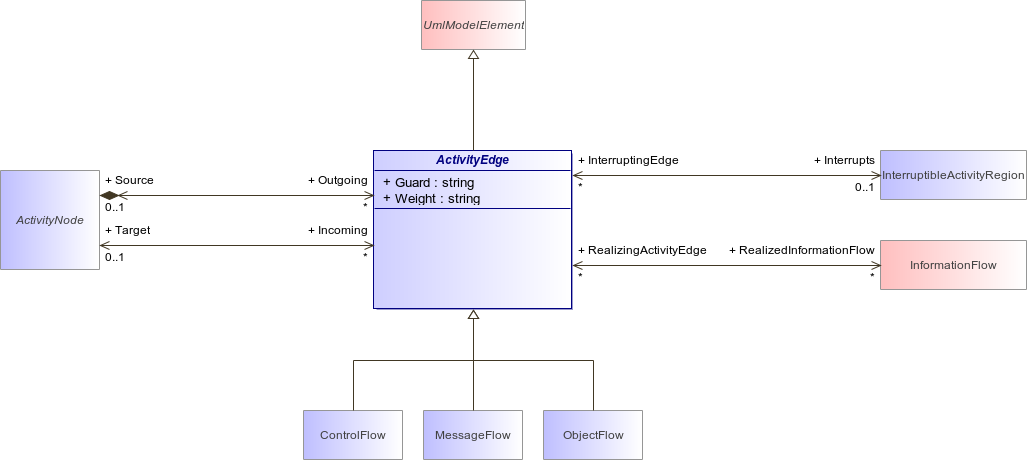 UmlModelElement
ActivityEdge
+ Guard : string
+ Weight : string
ActivityNode
+ Source
0..1
+ Outgoing
*
+ Target
0..1
+ Incoming
*
+ InterruptingEdge
*
+ Interrupts
0..1
InterruptibleActivityRegion
+ RealizingActivityEdge
*
+ RealizedInformationFlow
*
InformationFlow
ControlFlow
MessageFlow
ObjectFlow